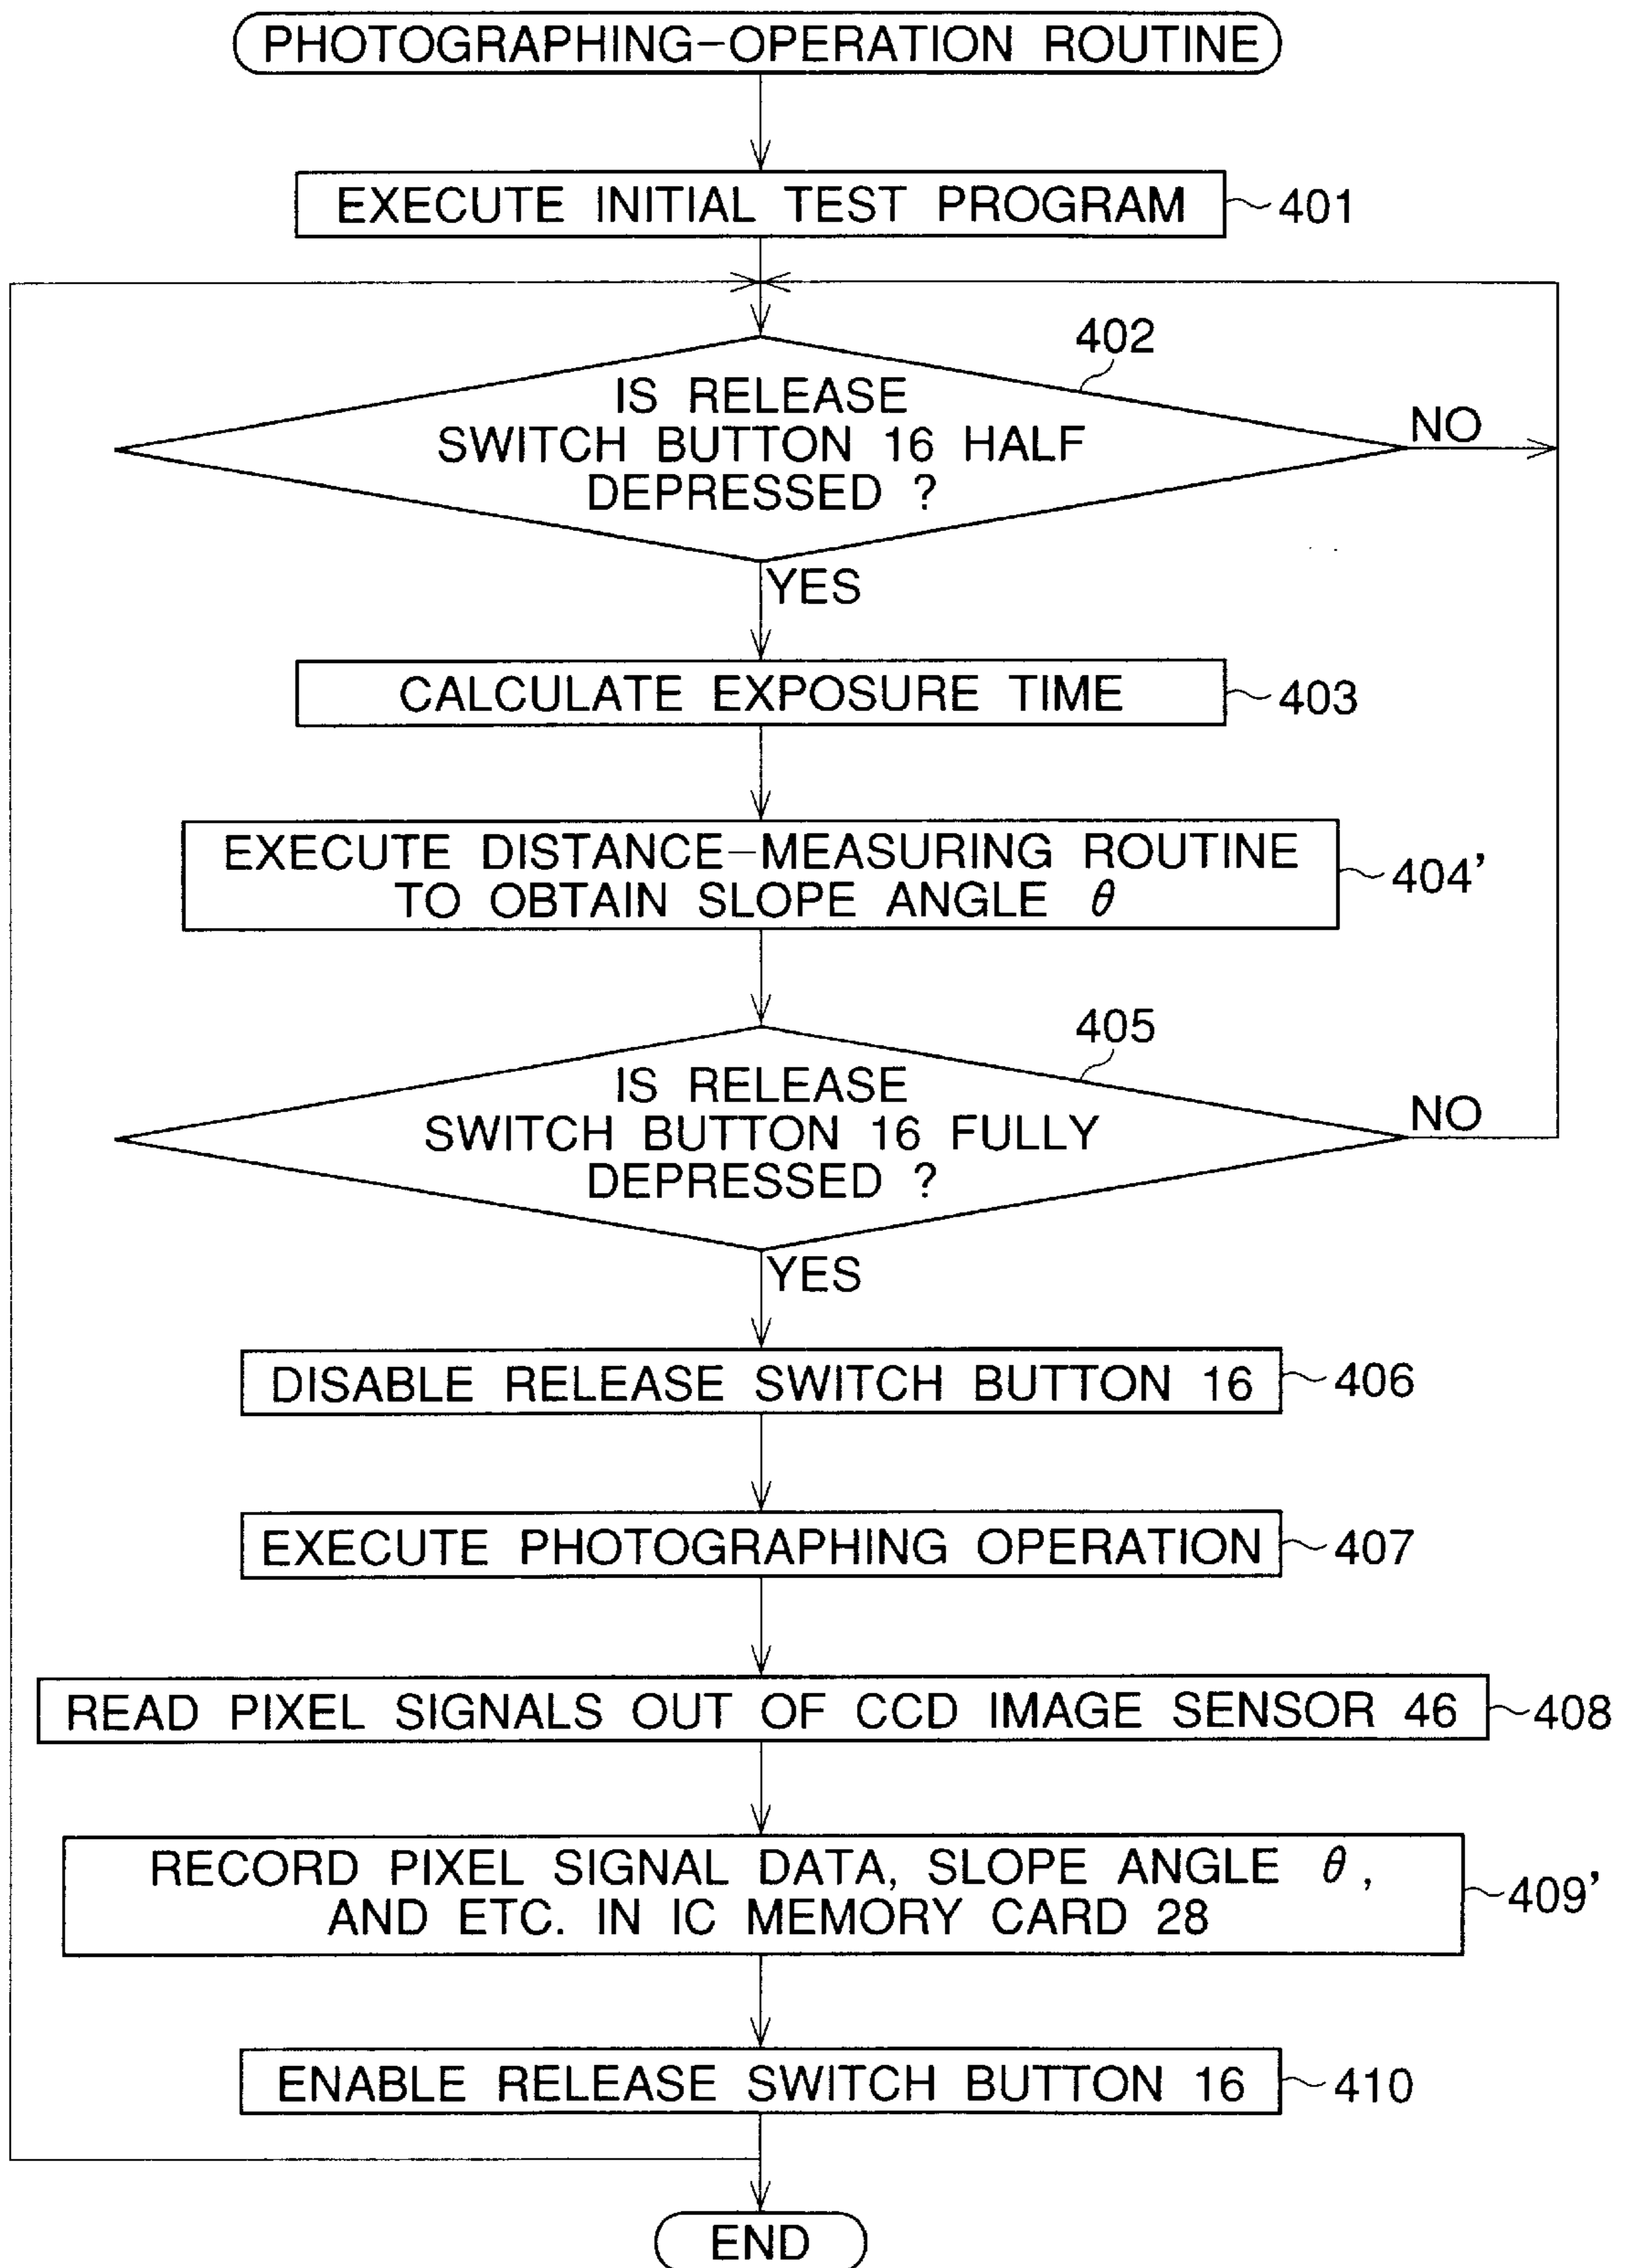 PHOTOGRAPHING-OPERATION ROUTINE
EXECUTE INITIAL TEST PROGRAM
401
402
IS RELEASE
SWITCH BUTTON 16 HALF
DEPRESSED ?
NO
YES
CALCULATE EXPOSURE TIME
403
EXECUTE DISTANCE-MEASURING ROUTINE
TO OBTAIN SLOPE ANGLE θ
404'
405
IS RELEASE
SWITCH BUTTON 16 FULLY
DEPRESSED ?
NO
YES
DISABLE RELEASE SWITCH BUTTON 16
406
EXECUTE PHOTOGRAPHING OPERATION
407
READ PIXEL SIGNALS OUT OF CCD IMAGE SENSOR 46
408
RECORD PIXEL SIGNAL DATA, SLOPE ANGLE θ,
AND ETC. IN IC MEMORY CARD 28
409'
ENABLE RELEASE SWITCH BUTTON 16
410
END